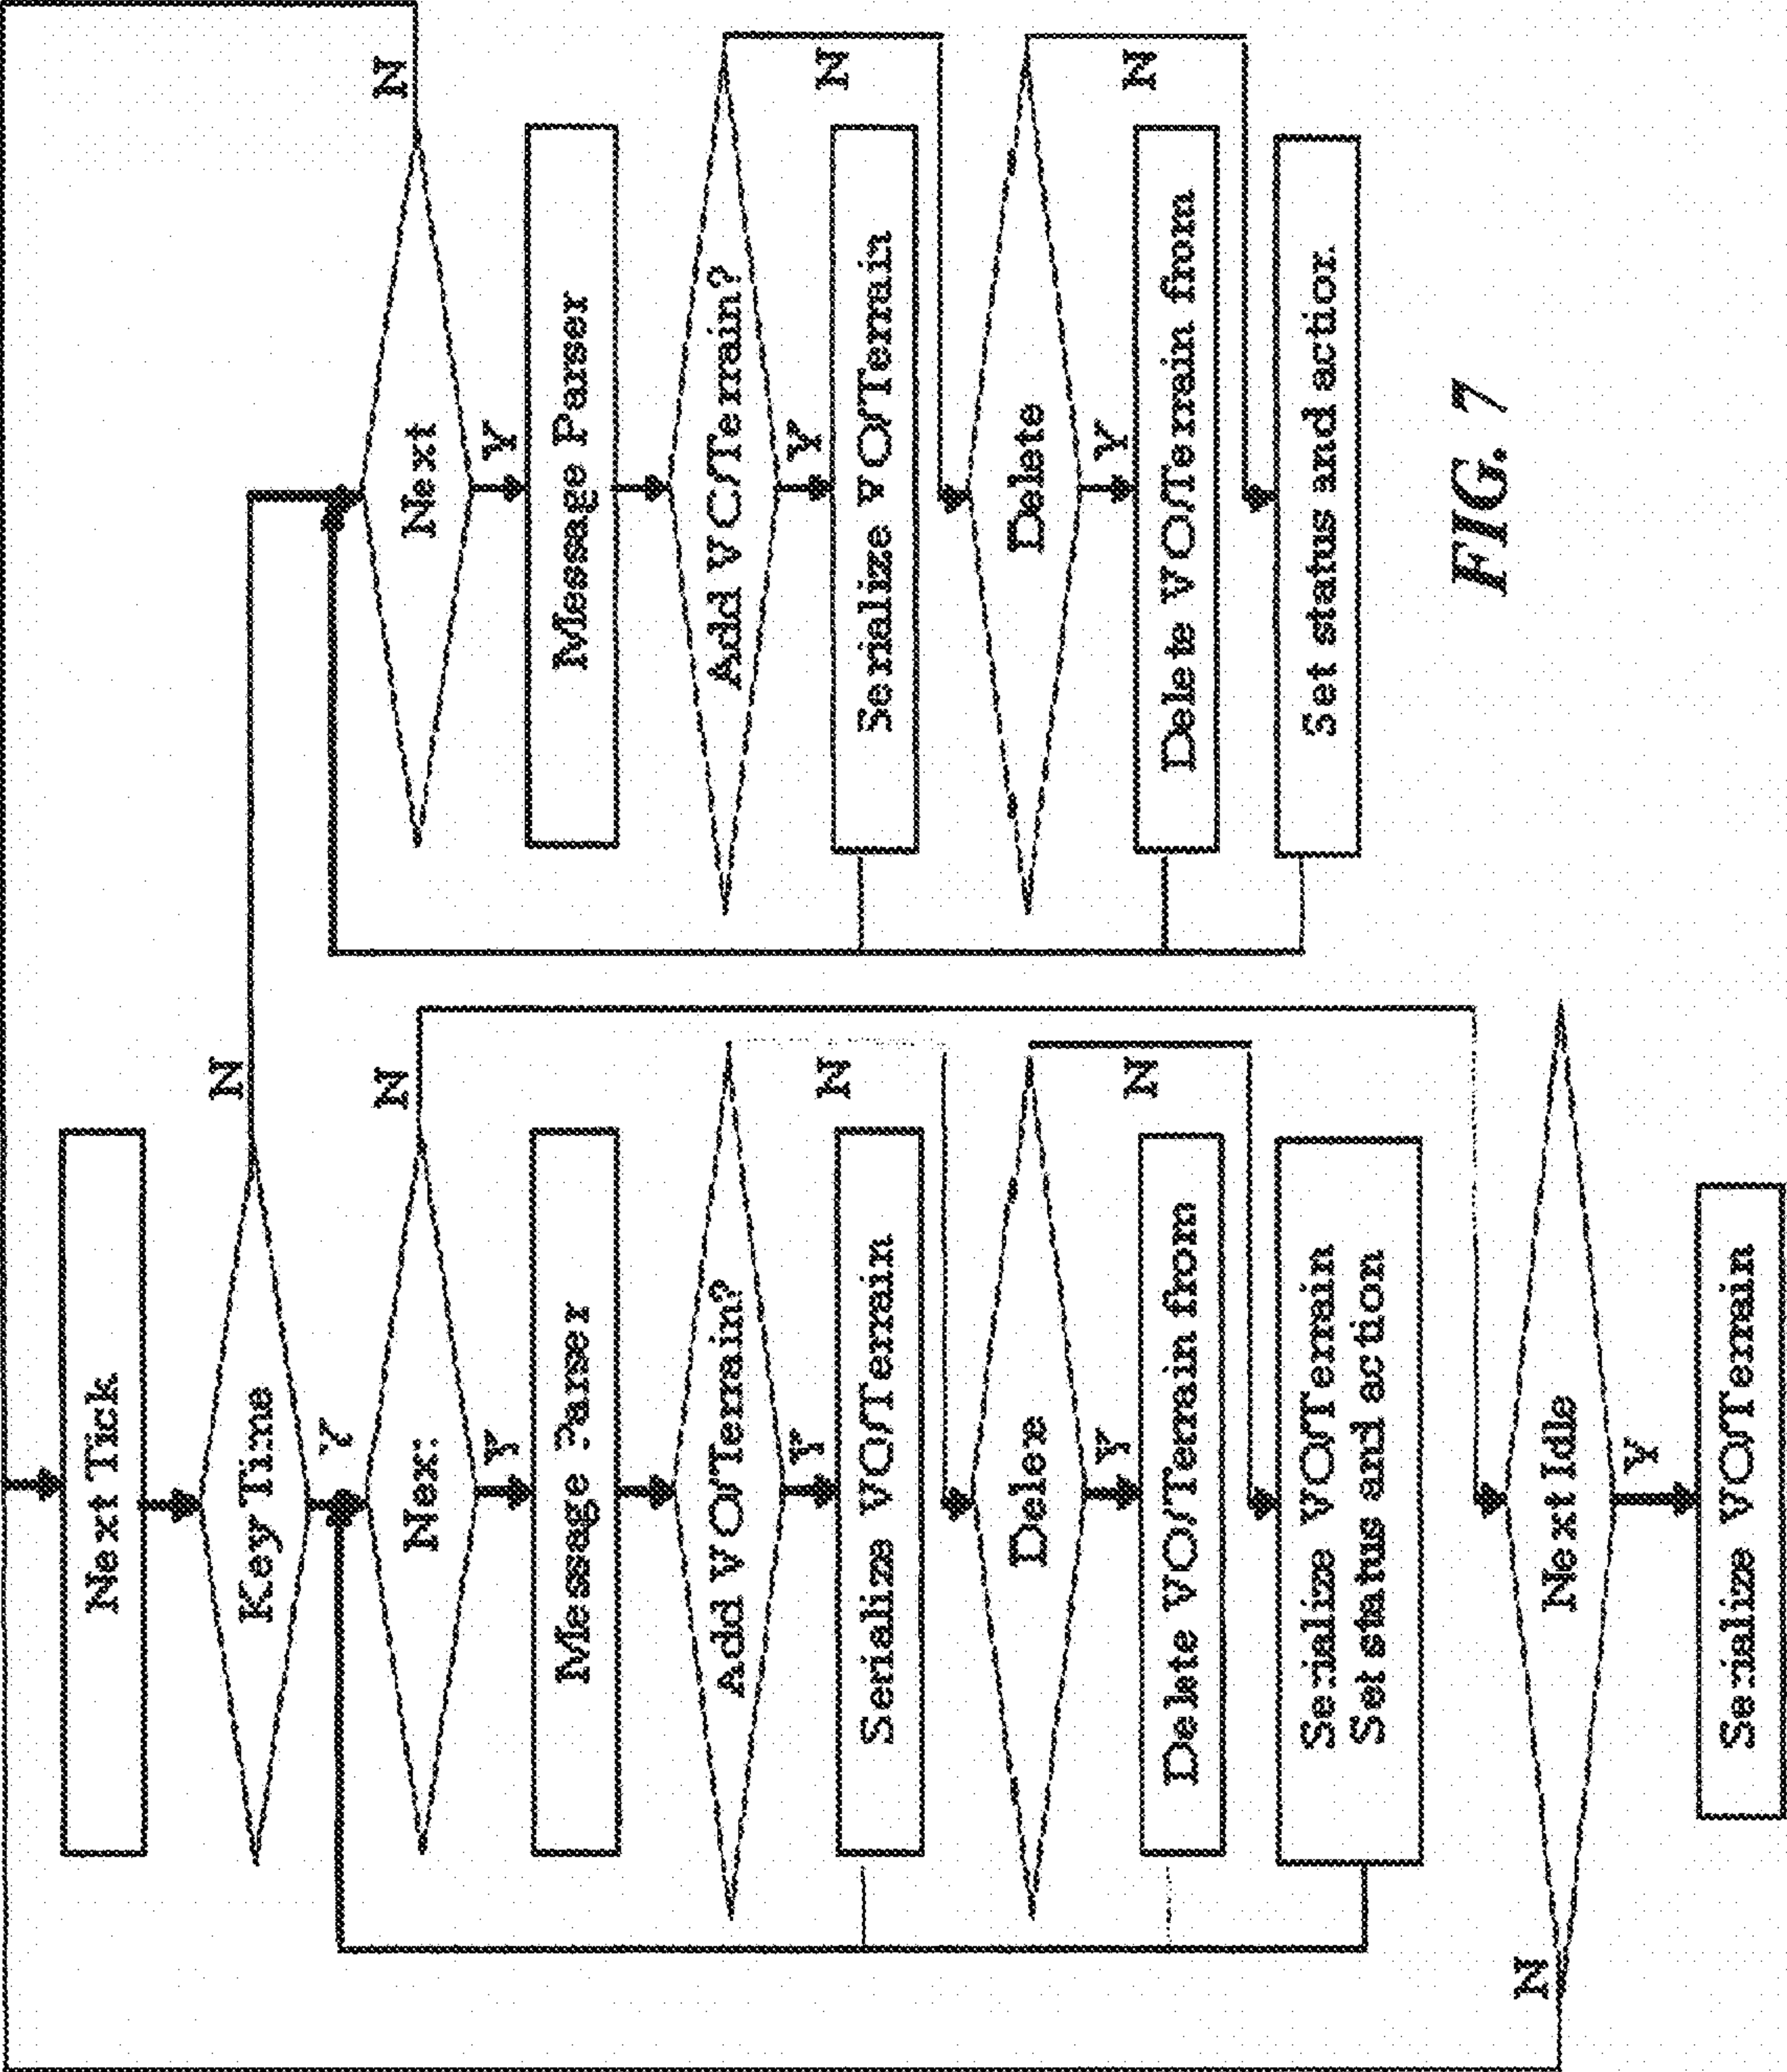 Next Tick
Key Time
N
Y
Next
N
Y
Message Parser
Add VO/Terrain?
Y
N
Serialize VO/Terrain
Delete
Y
N
Delete VO/Terrain from
Serialize VO/Terrain
Set status and action
N
Next Idle
Y
Serialize VO/Terrain
Next
N
Y
Message Parser
Add VO/Terrain?
Y
N
Serialize VO/Terrain
Delete
Y
N
Delete VO/Terrain from
Set status and action.
FIG. 7